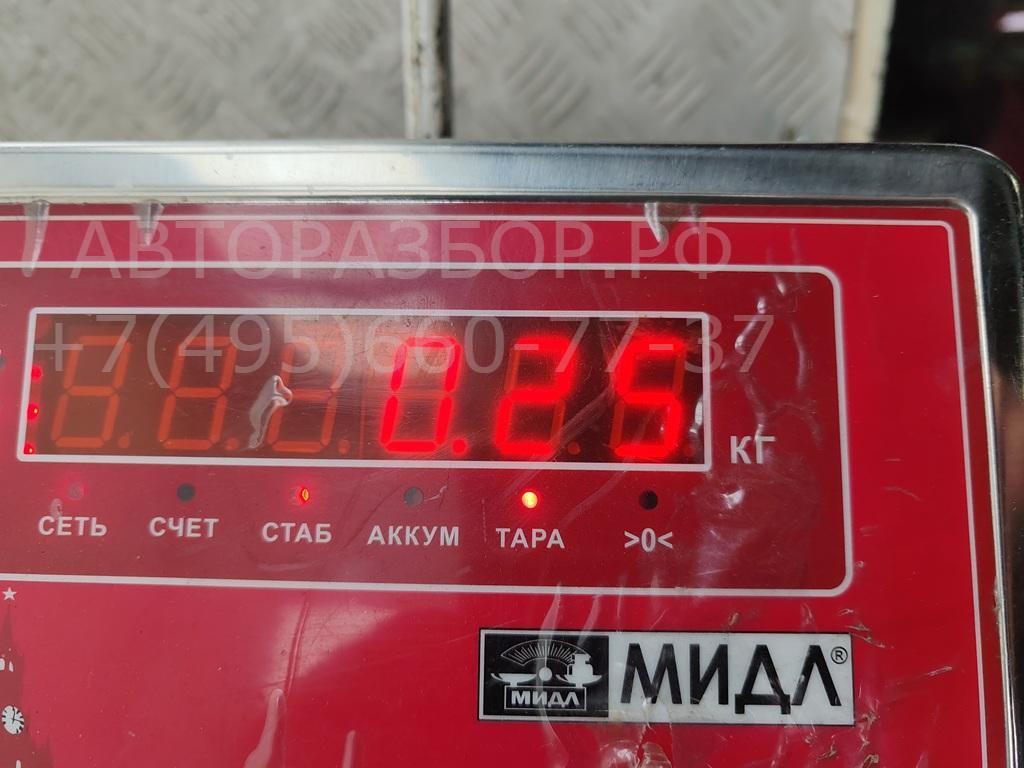 АВТОРАЗБОР.РФ
+7(495)660-77-37
0.25
КГ
СЕТЬ СЧЕТ СТАБ АККУМ ТАРА >0<
МИДЛ МИДЛ®